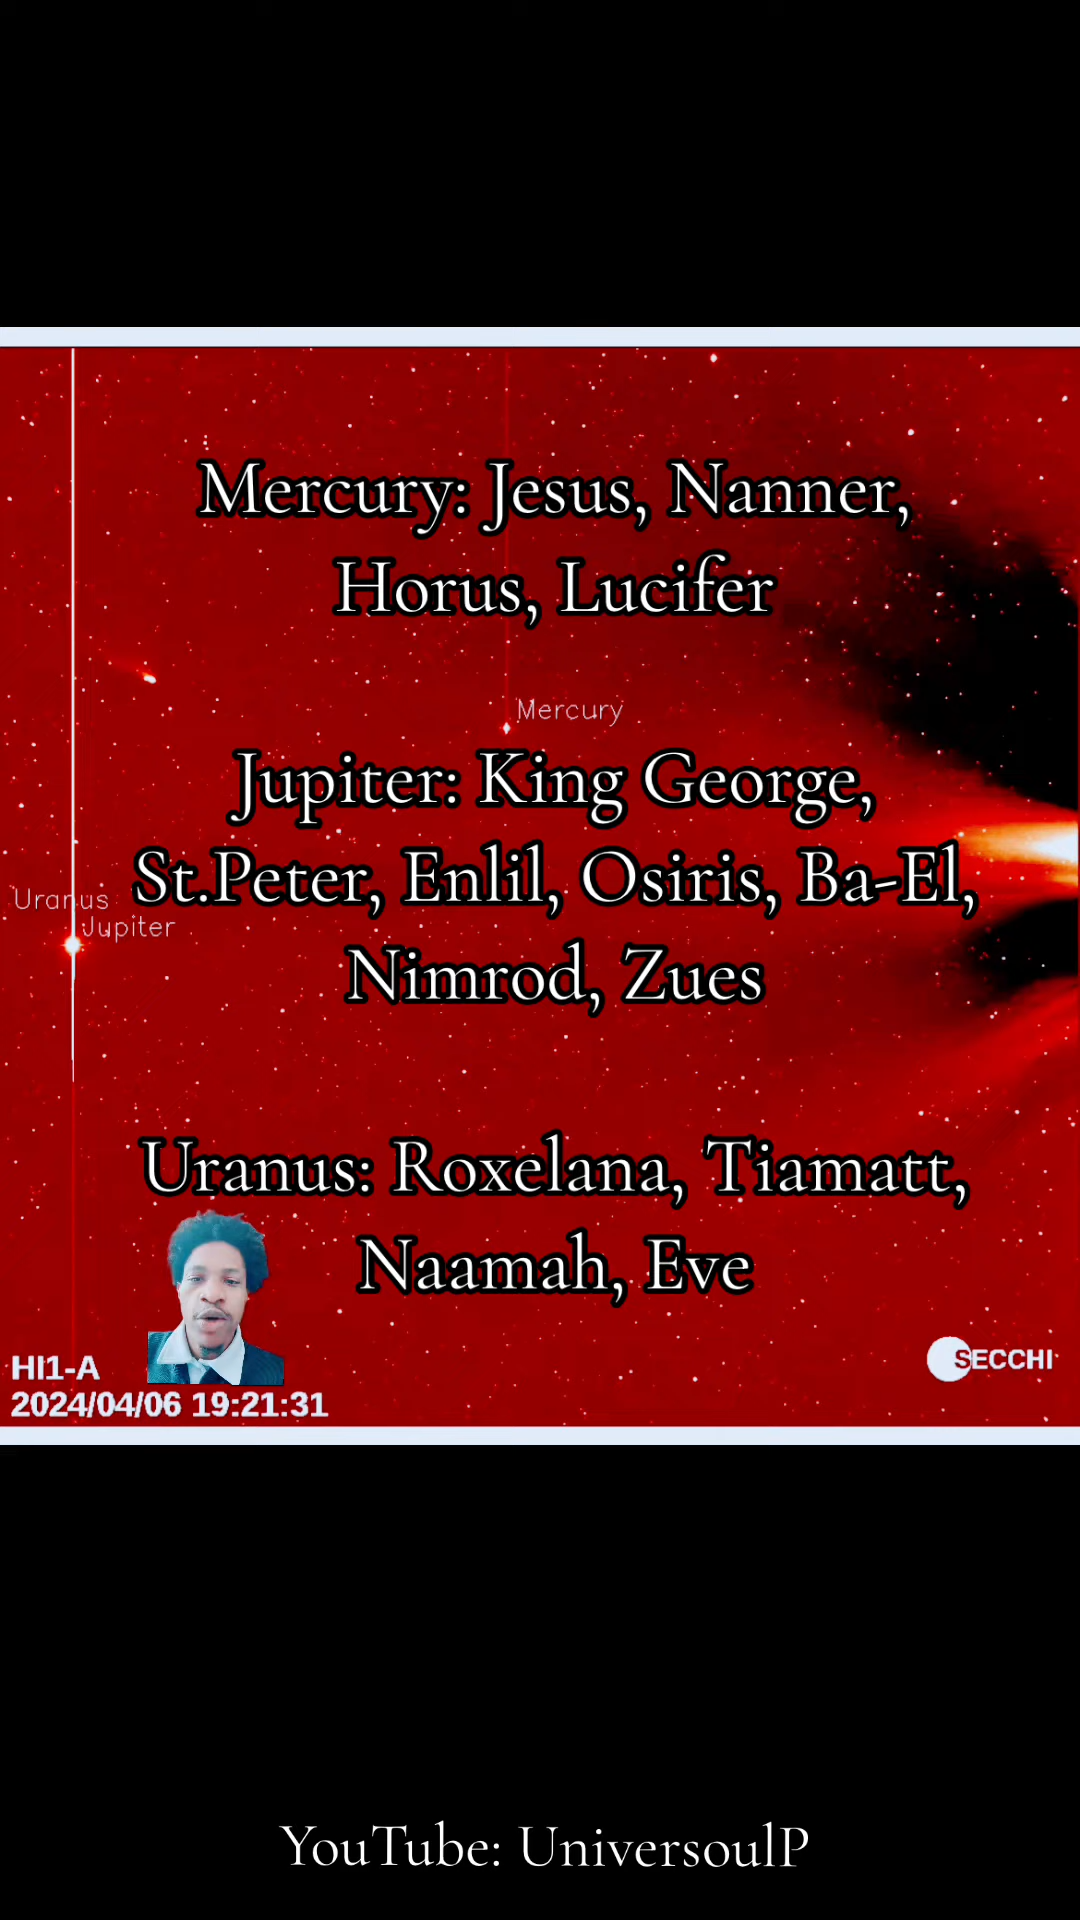 Mercury: Jesus, Nanner,
Horus, Lucifer
Mercury
Jupiter: King George,
St.Peter, Enlil, Osiris, Ba-El,
Uranus
Jupiter
Nimrod, Zues
Uranus: Roxelana, Tiamatt,
Naamah, Eve
HI1-A
2024/04/06 19:21:31
SECCHI
YouTube: UniversoulP